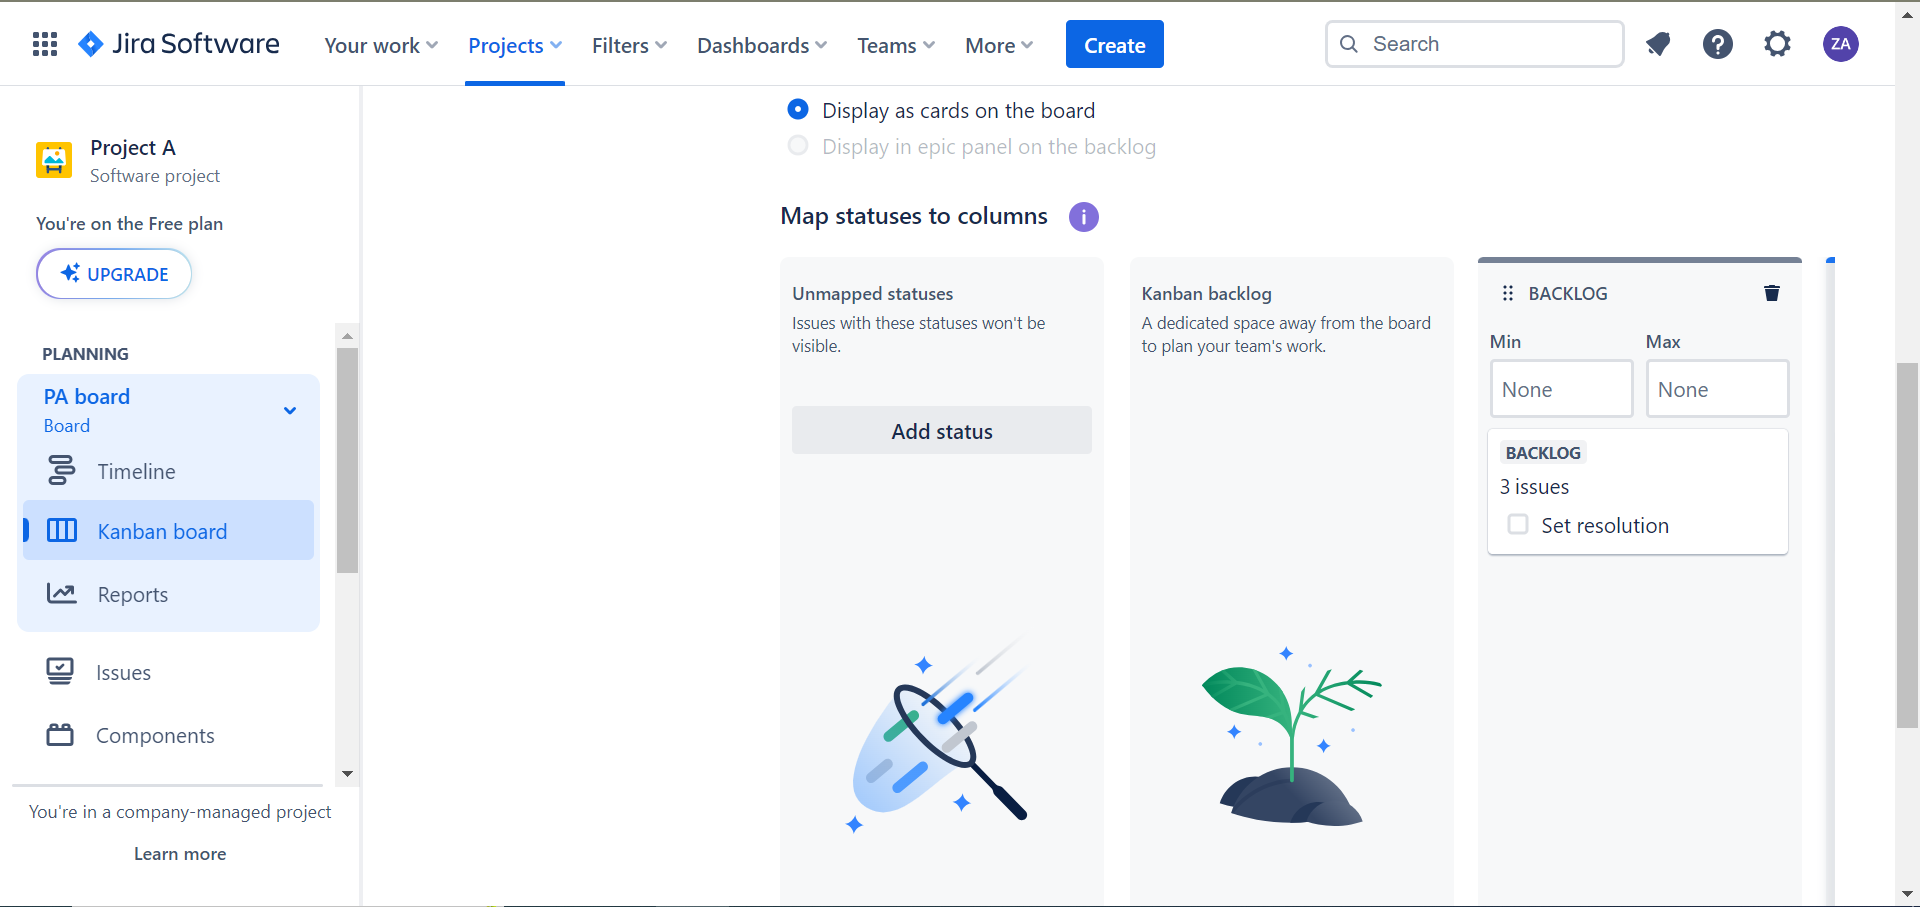 Jira Software
Your work
Projects
Filters
Dashboards
Teams
More
Create
Search
ZA
Project A
Software project
You're on the Free plan
UPGRADE
PLANNING
PA board
Board
Timeline
Kanban board
Reports
Issues
Components
You're in a company-managed project
Learn more
Display as cards on the board
Display in epic panel on the backlog
Map statuses to columns
Unmapped statuses
Issues with these statuses won't be
visible.
Add status
Kanban backlog
A dedicated space away from the board
to plan your team's work.
BACKLOG
Min
Max
None
None
BACKLOG
3 issues
Set resolution